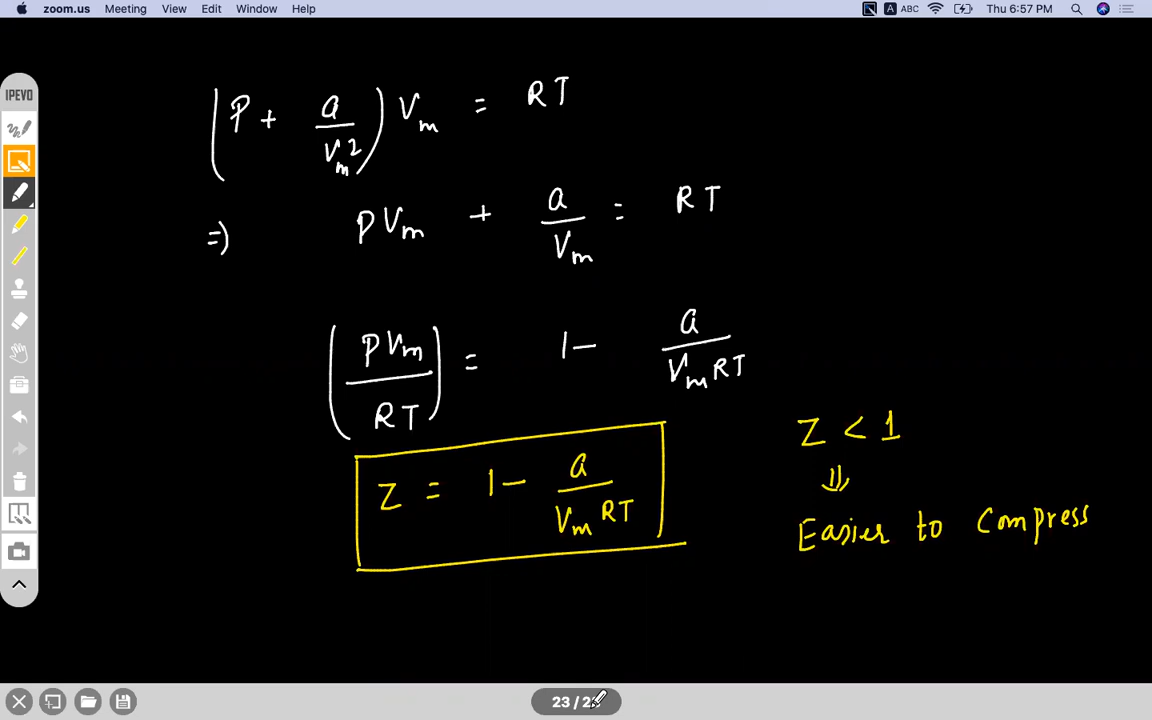 zoom.us Meeting View Edit Window Help A ABC Thu 6:57 PM
IPEVO
(P + a/Vm²) Vm = RT
=) PVm + a/Vm = RT
(PVm/RT) = 1 - a/VmRT
Z = 1 - a/VmRT
Z < 1
⇓
Easier to compress
23 / 2